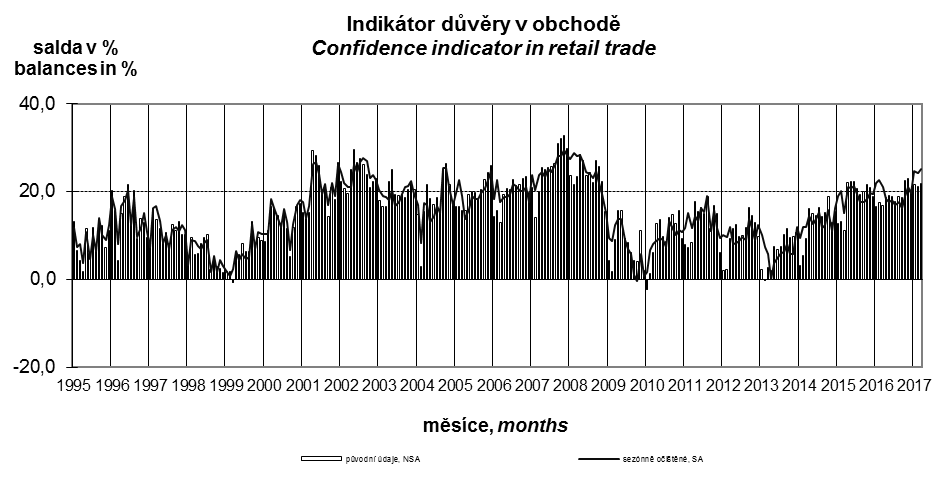 Indikátor důvěry v obchodě
Confidence indicator in retail trade
salda v %
balances in %
40,0
20,0
0,0
-20,0
1995 1996 1997 1998 1999 2000 2001 2002 2003 2004 2005 2006 2007 2008 2009 2010 2011 2012 2013 2014 2015 2016 2017
měsíce, months
původní údaje, NSA
sezónně očištěné, SA